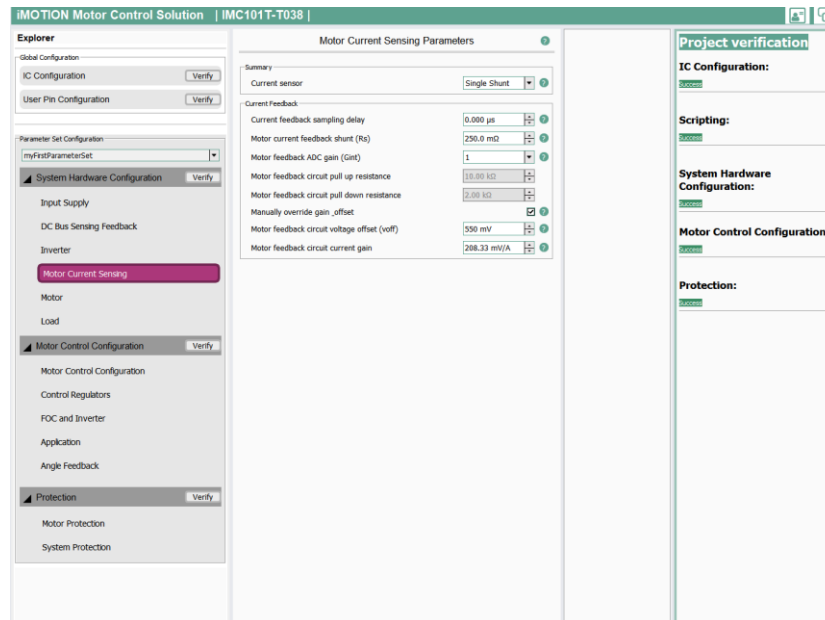 iMOTION Motor Control Solution | IMC101T-T038 |
Explorer
Global Configuration
IC Configuration Verify
User Pin Configuration Verify
Parameter Set Configuration
myFirstParameterSet
System Hardware Configuration Verify
Input Supply
DC Bus Sensing Feedback
Inverter
Motor Current Sensing
Motor
Load
Motor Control Configuration Verify
Motor Control Configuration
Control Regulators
FOC and Inverter
Application
Angle Feedback
Protection Verify
Motor Protection
System Protection
Motor Current Sensing Parameters ?
Summary
Current sensor Single Shunt ?
Current Feedback
Current feedback sampling delay 0.000 µs ?
Motor current feedback shunt (Rs) 250.0 mΩ ?
Motor feedback ADC gain (Gint) 1 ?
Motor feedback circuit pull up resistance 10.00 kΩ
Motor feedback circuit pull down resistance 2.00 kΩ
Manually override gain _offset ?
Motor feedback circuit voltage offset (voff) 550 mV ?
Motor feedback circuit current gain 208.33 mV/A ?
Project verification
IC Configuration:
Success
Scripting:
Success
System Hardware
Configuration:
Success
Motor Control Configuration
Success
Protection:
Success